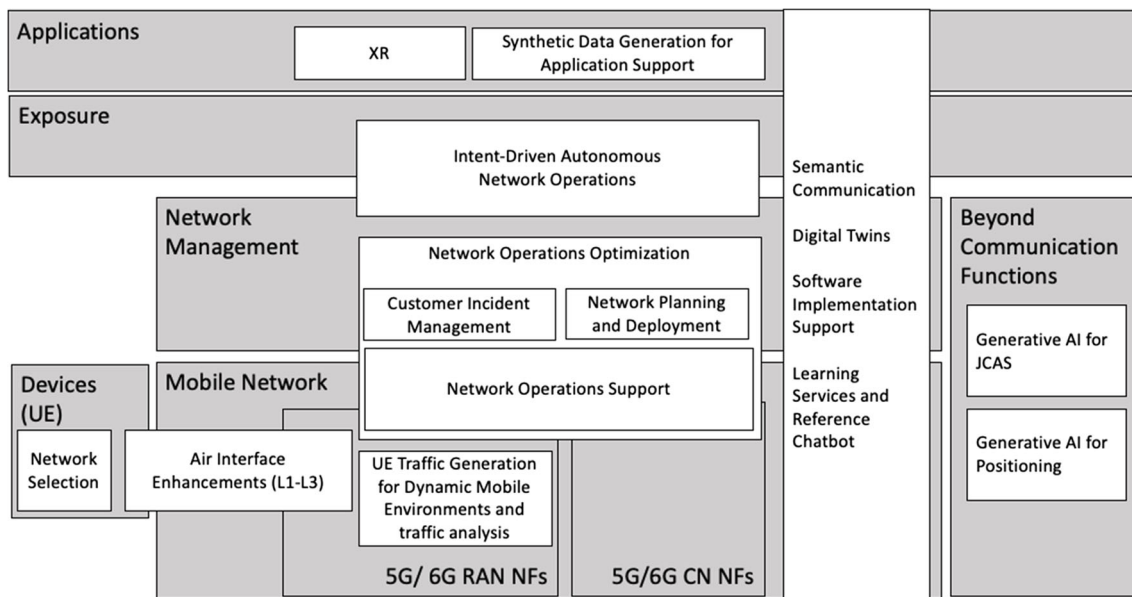 Applications
XR
Synthetic Data Generation for
Application Support
Exposure
Intent-Driven Autonomous
Network Operations
Semantic
Communication
Digital Twins
Software
Implementation
Support
Learning
Services and
Reference
Chatbot
Network
Management
Network Operations Optimization
Customer Incident
Management
Network Planning
and Deployment
Network Operations Support
Beyond
Communication
Functions
Generative AI for
JCAS
Generative AI for
Positioning
Devices
(UE)
Network
Selection
Mobile Network
Air Interface
Enhancements (L1-L3)
UE Traffic Generation
for Dynamic Mobile
Environments and
traffic analysis
5G/ 6G RAN NFs
5G/6G CN NFs